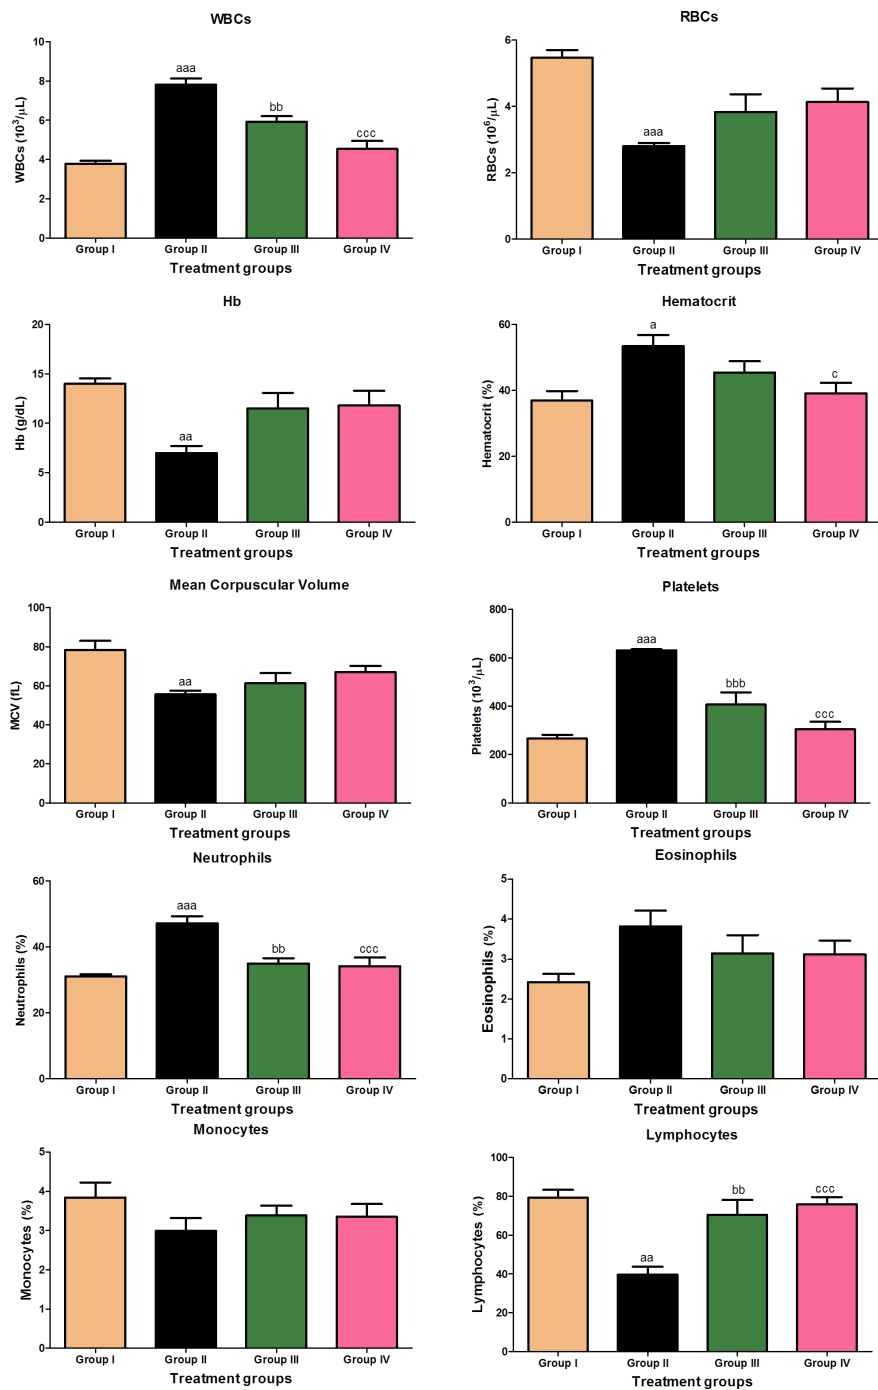 WBCs
WBCs (10³/μL)
10
8
6
4
2
0
aaa
bb
ccc
Group I Group II Group III Group IV
Treatment groups
RBCs
RBCs (10⁶/μL)
6
4
2
0
aaa
Group I Group II Group III Group IV
Treatment groups
Hb
Hb (g/dL)
20
15
10
5
0
aa
Group I Group II Group III Group IV
Treatment groups
Hematocrit
Hematocrit (%)
60
40
20
0
a
c
Group I Group II Group III Group IV
Treatment groups
Mean Corpuscular Volume
MCV (fL)
100
80
60
40
20
0
aa
Group I Group II Group III Group IV
Treatment groups
Platelets
Platelets (10³/μL)
800
600
400
200
0
aaa
bbb
ccc
Group I Group II Group III Group IV
Treatment groups
Neutrophils
Neutrophils (%)
60
40
20
0
aaa
bb
ccc
Group I Group II Group III Group IV
Treatment groups
Eosinophils
Eosinophils (%)
5
4
3
2
1
0
Group I Group II Group III Group IV
Treatment groups
Monocytes
Monocytes (%)
5
4
3
2
1
0
Group I Group II Group III Group IV
Treatment groups
Lymphocytes
Lymphocytes (%)
100
80
60
40
20
0
aa
bb
ccc
Group I Group II Group III Group IV
Treatment groups